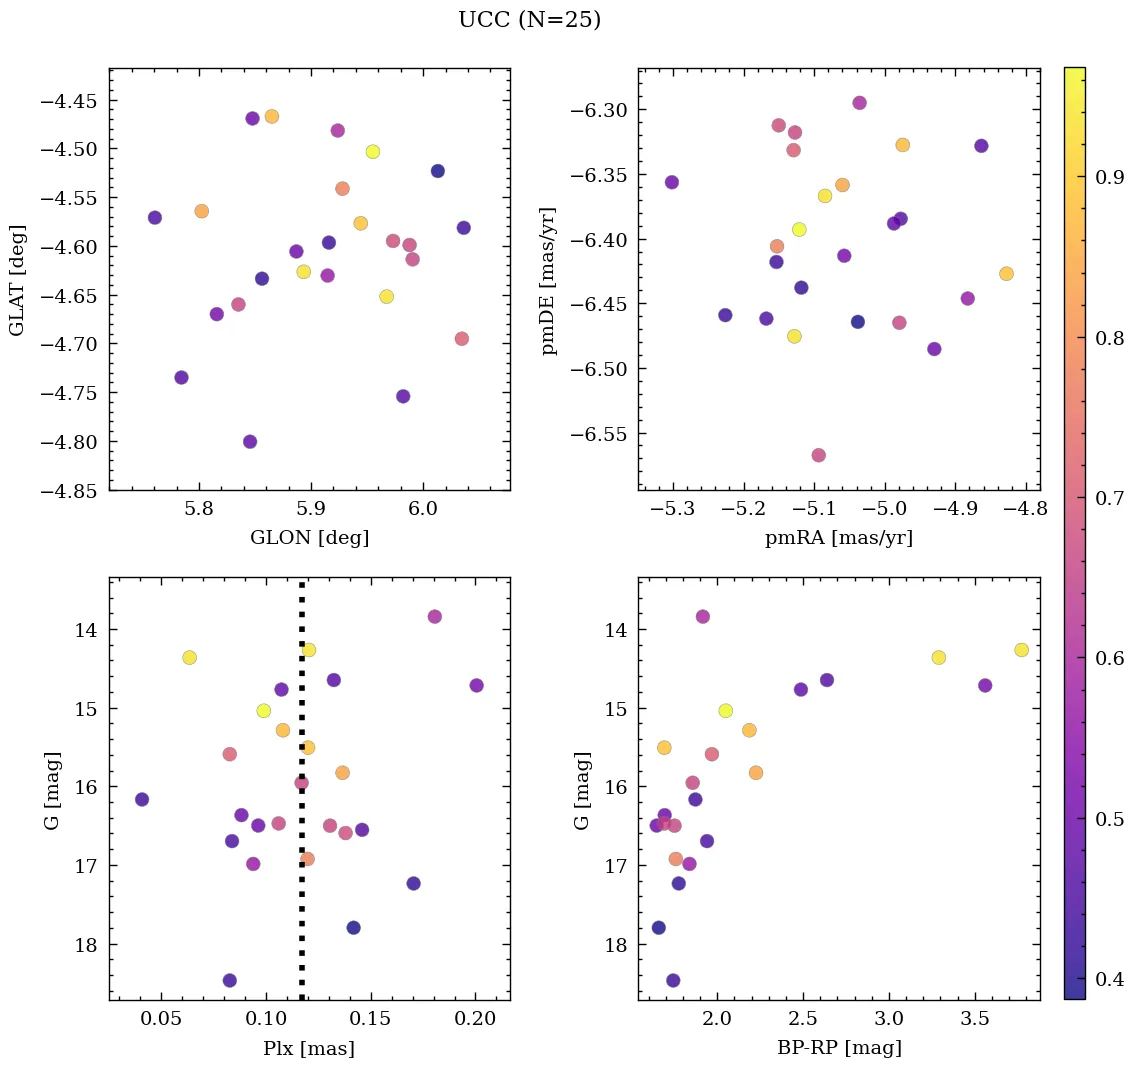 UCC (N=25)
−4.45
−4.50
−4.55
−4.60
−4.65
−4.70
−4.75
−4.80
−4.85
GLAT [deg]
5.8 5.9 6.0
GLON [deg]
−6.30
−6.35
−6.40
−6.45
−6.50
−6.55
pmDE [mas/yr]
−5.3 −5.2 −5.1 −5.0 −4.9 −4.8
pmRA [mas/yr]
14
15
16
17
18
G [mag]
0.05 0.10 0.15 0.20
Plx [mas]
14
15
16
17
18
G [mag]
2.0 2.5 3.0 3.5
BP-RP [mag]
0.9
0.8
0.7
0.6
0.5
0.4